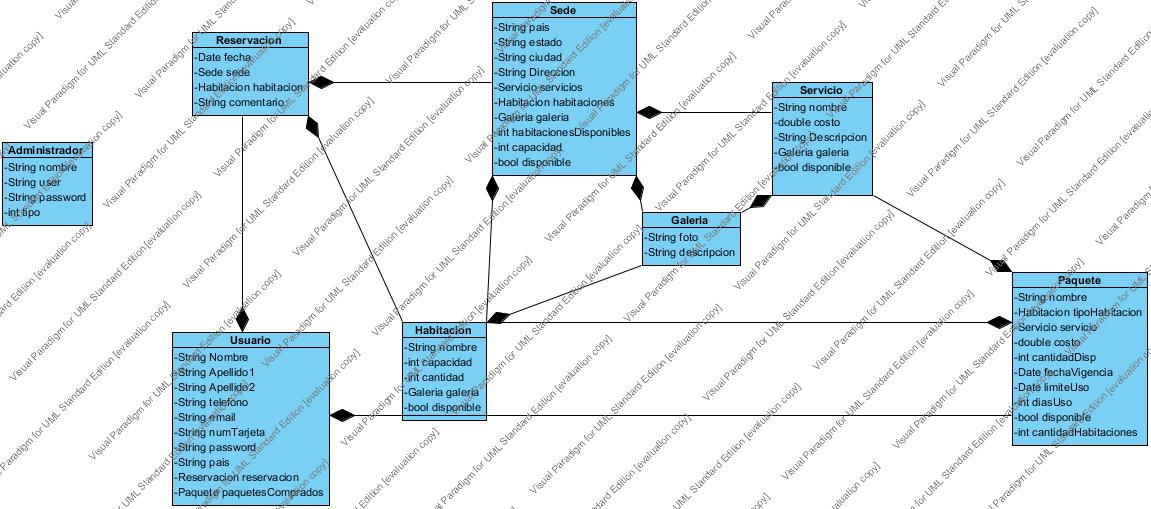 Sede
-String pais
-String estado
-String ciudad
-String Direccion
-Servicio servicios
-Habitacion habitaciones
-Galeria galeria
-int habitacionesDisponibles
-int capacidad
-bool disponible
Reservacion
-Date fecha
-Sede sede
-Habitacion habitacion
-String comentario
Servicio
-String nombre
-double costo
-String Descripcion
-Galeria galeria
-bool disponible
Administrador
-String nombre
-String user
-String password
-int tipo
Galeria
-String foto
-String descripcion
Paquete
-String nombre
-Habitacion tipoHabitacion
-Servicio servicio
-double costo
-int cantidadDisp
-Date fechaVigencia
-Date limiteUso
-int diasUso
-bool disponible
-int cantidadHabitaciones
Habitacion
-String nombre
-int capacidad
-int cantidad
-Galeria galeria
-bool disponible
Usuario
-String Nombre
-String Apellido1
-String Apellido2
-String telefono
-String email
-String numTarjeta
-String password
-String pais
-Reservacion reservacion
-Paquete paquetesComprados
Visual Paradigm for UML Standard Edition [evaluation copy]